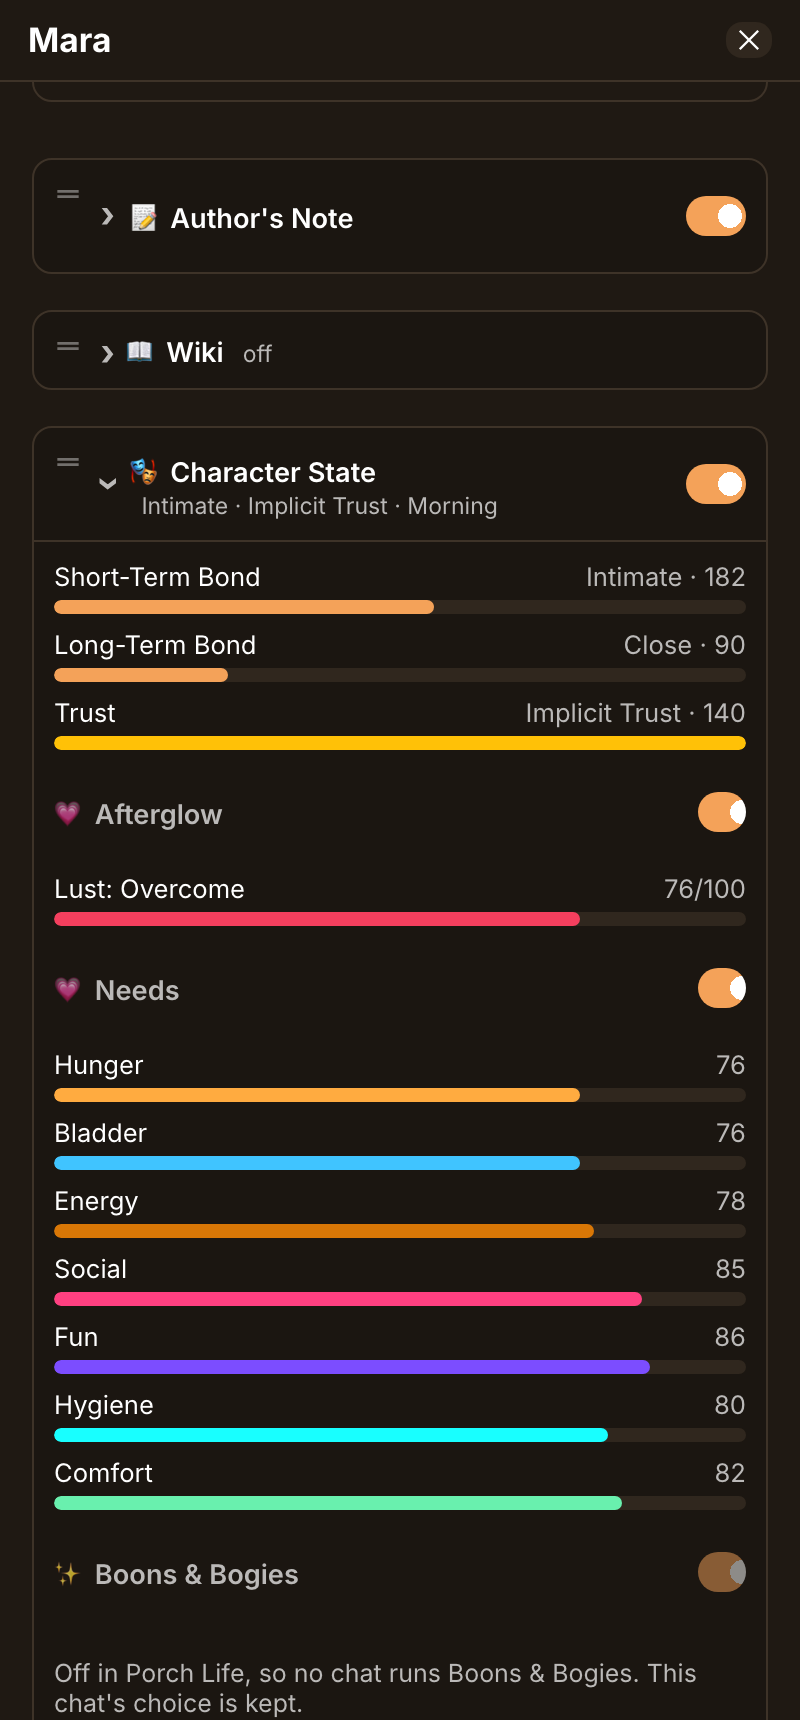 Mara
Author's Note
Wiki off
Character State
Intimate · Implicit Trust · Morning
Short-Term Bond Intimate · 182
Long-Term Bond Close · 90
Trust Implicit Trust · 140
Afterglow
Lust: Overcome 76/100
Needs
Hunger 76
Bladder 76
Energy 78
Social 85
Fun 86
Hygiene 80
Comfort 82
Boons & Bogies
Off in Porch Life, so no chat runs Boons & Bogies. This
chat's choice is kept.